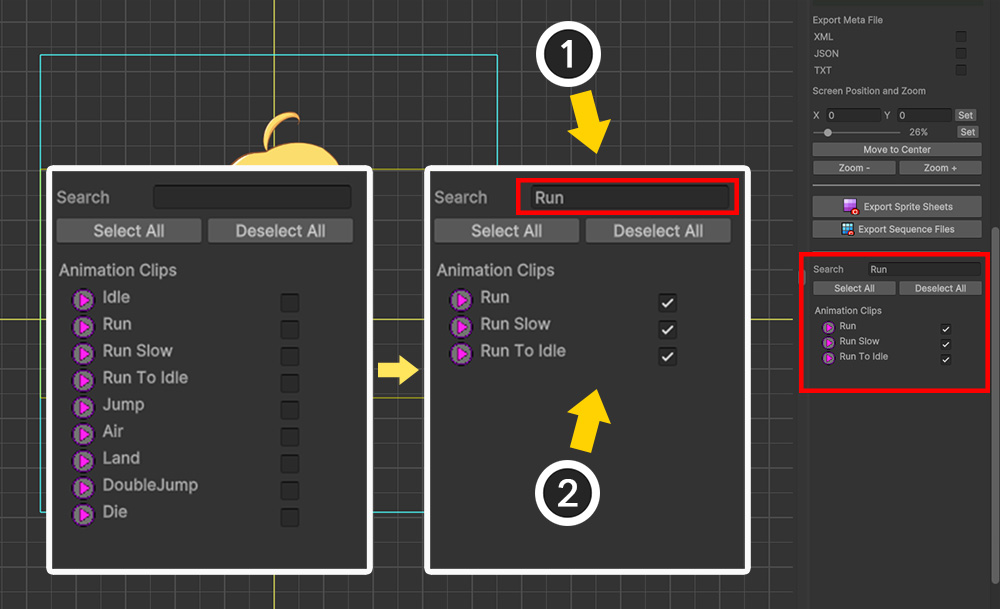 Search
Select All Deselect All
Animation Clips
Idle
Run
Run Slow
Run To Idle
Jump
Air
Land
DoubleJump
Die
1
Search Run
Select All Deselect All
Animation Clips
Run
Run Slow
Run To Idle
2
Export Meta File
XML
JSON
TXT
Screen Position and Zoom
X 0 Y 0 Set
26% Set
Move to Center
Zoom - Zoom +
Export Sprite Sheets
Export Sequence Files
Search Run
Select All Deselect All
Animation Clips
Run
Run Slow
Run To Idle